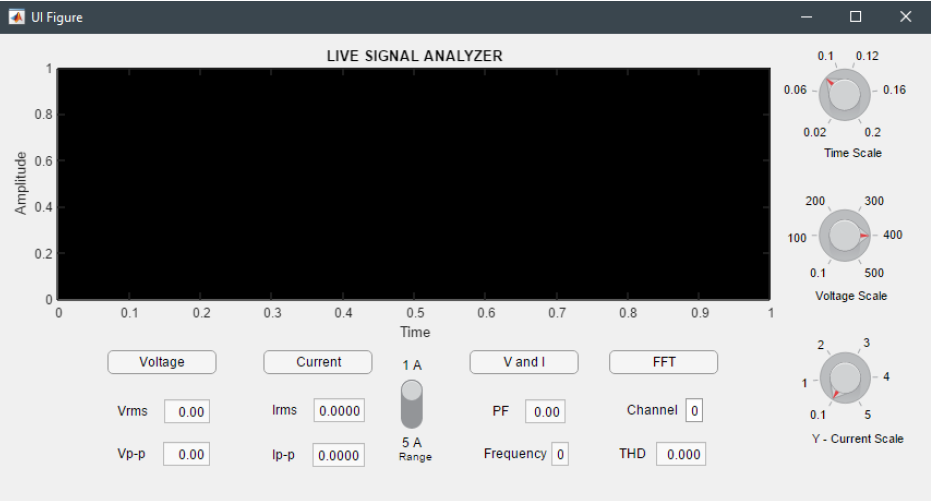 UI Figure
LIVE SIGNAL ANALYZER
1
0.8
0.6
0.4
0.2
0
Amplitude
0 0.1 0.2 0.3 0.4 0.5 0.6 0.7 0.8 0.9 1
Time
0.1 0.12
0.06 0.16
0.02 0.2
Time Scale
200 300
100 400
0.1 500
Voltage Scale
2 3
1 4
0.1 5
Y - Current Scale
Voltage Current 1 A V and I FFT
Vrms 0.00 Irms 0.0000 PF 0.00 Channel 0
5 A
Range
Vp-p 0.00 Ip-p 0.0000 Frequency 0 THD 0.000